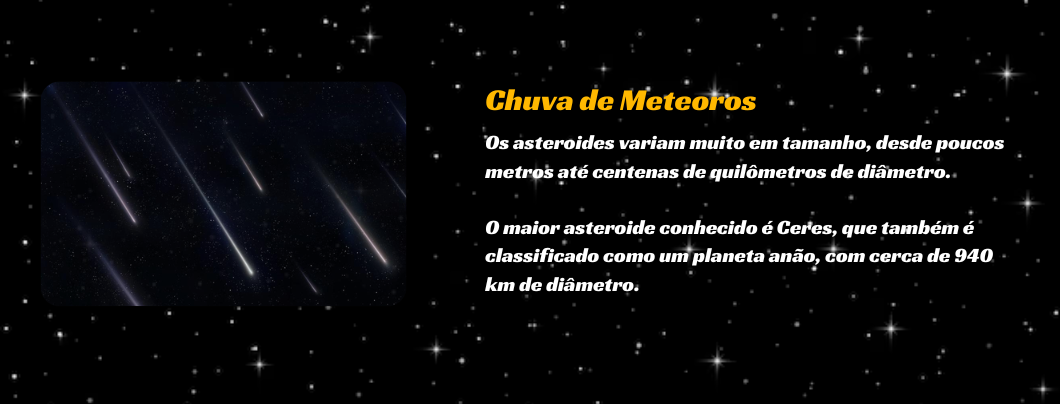 Chuva de Meteoros
Os asteroides variam muito em tamanho, desde poucos
metros até centenas de quilômetros de diâmetro.
O maior asteroide conhecido é Ceres, que também é
classificado como um planeta anão, com cerca de 940
km de diâmetro.